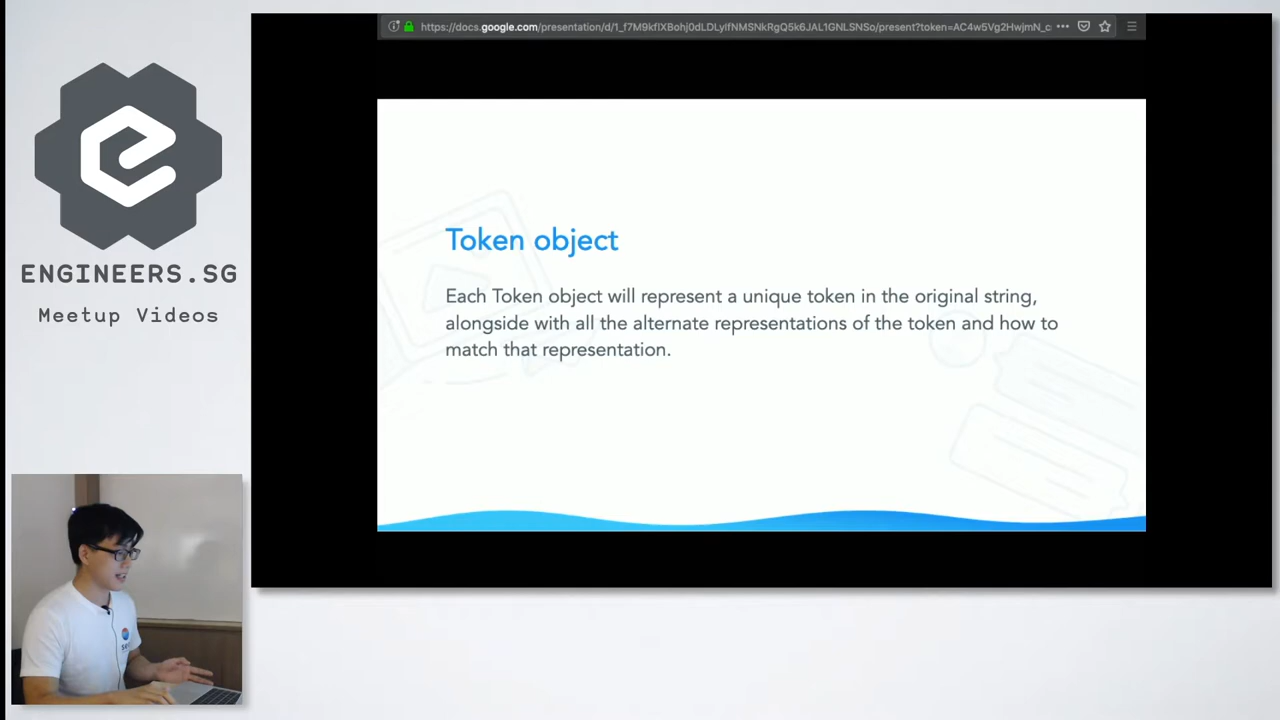 https://docs.google.com/presentation/d/1_f7M9kflXBohj0dLDLyIfNMSNkRgQ5k6JAL1GNLSNSo/present?token=AC4w5Vg2HwjmN_c
ENGINEERS.SG
Meetup Videos
Token object
Each Token object will represent a unique token in the original string,
alongside with all the alternate representations of the token and how to
match that representation.